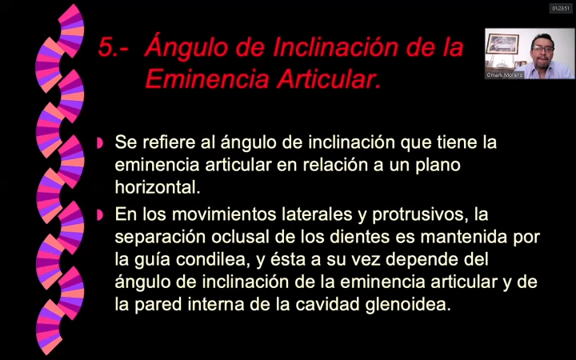 01:23:51
5.- Ángulo de Inclinación de la
Eminencia Articular.
Se refiere al ángulo de inclinación que tiene la
eminencia articular en relación a un plano
horizontal.
En los movimientos laterales y protrusivos, la
separación oclusal de los dientes es mantenida por
la guía condilea, y ésta a su vez depende del
ángulo de inclinación de la eminencia articular y de
la pared interna de la cavidad glenoidea.